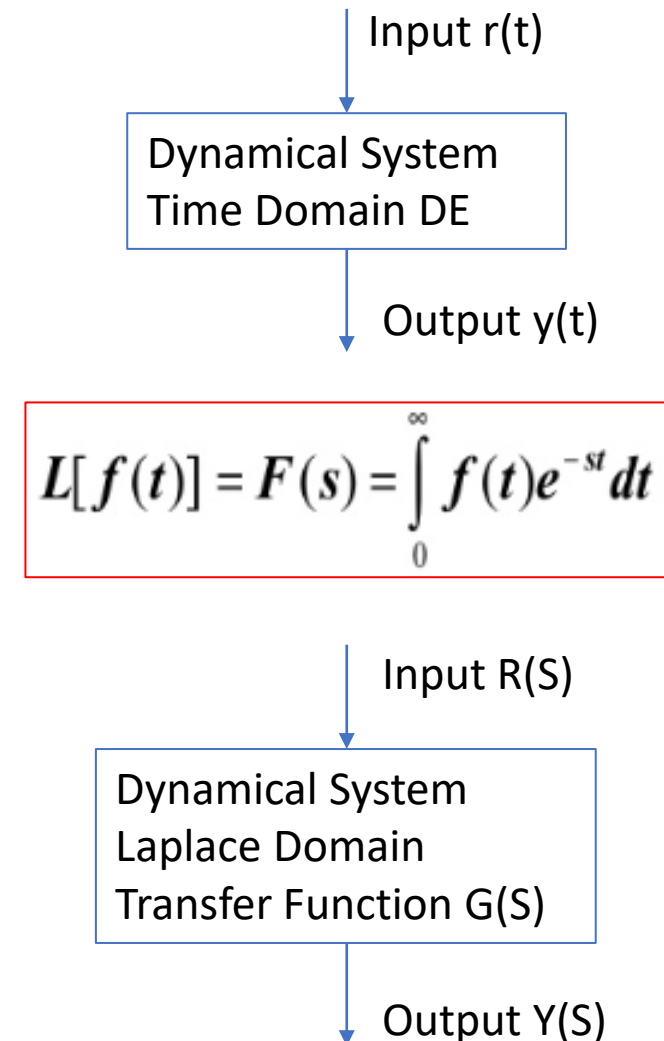 Input r(t)
Dynamical System
Time Domain DE
Output y(t)
L[f(t)] = F(s) = ∫₀^∞ f(t)e^{-st} dt
Input R(S)
Dynamical System
Laplace Domain
Transfer Function G(S)
Output Y(S)